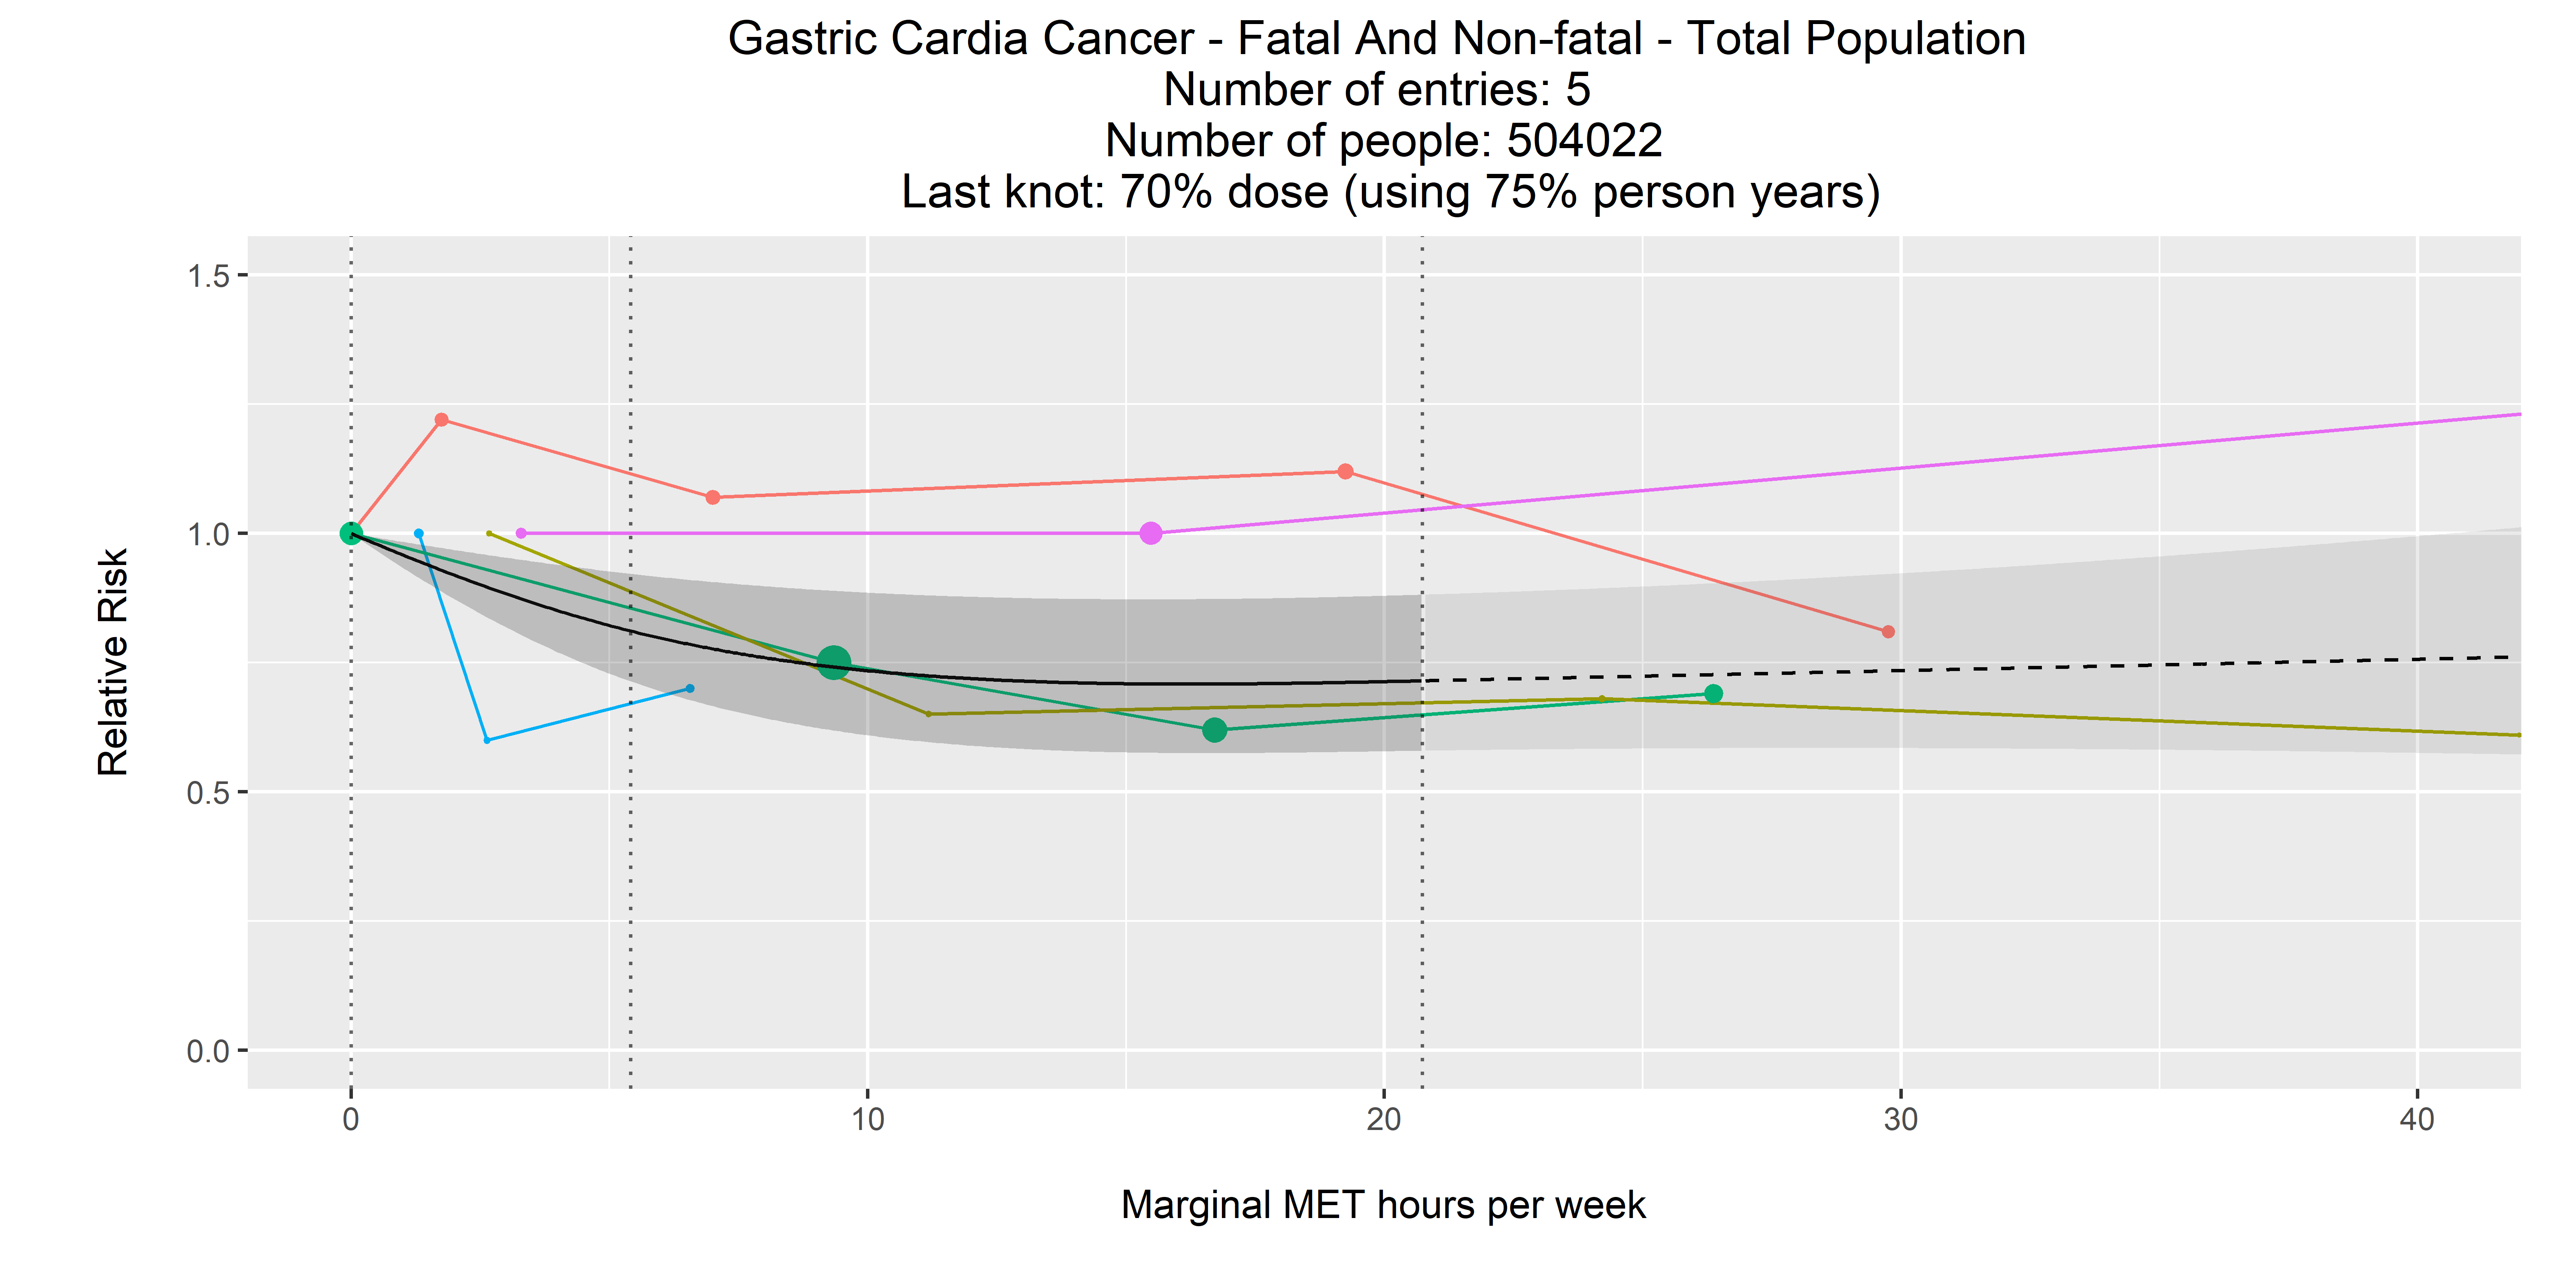 Gastric Cardia Cancer - Fatal And Non-fatal - Total Population
Number of entries: 5
Number of people: 504022
Last knot: 70% dose (using 75% person years)
1.5
1.0
0.5
0.0
Relative Risk
0 10 20 30 40
Marginal MET hours per week